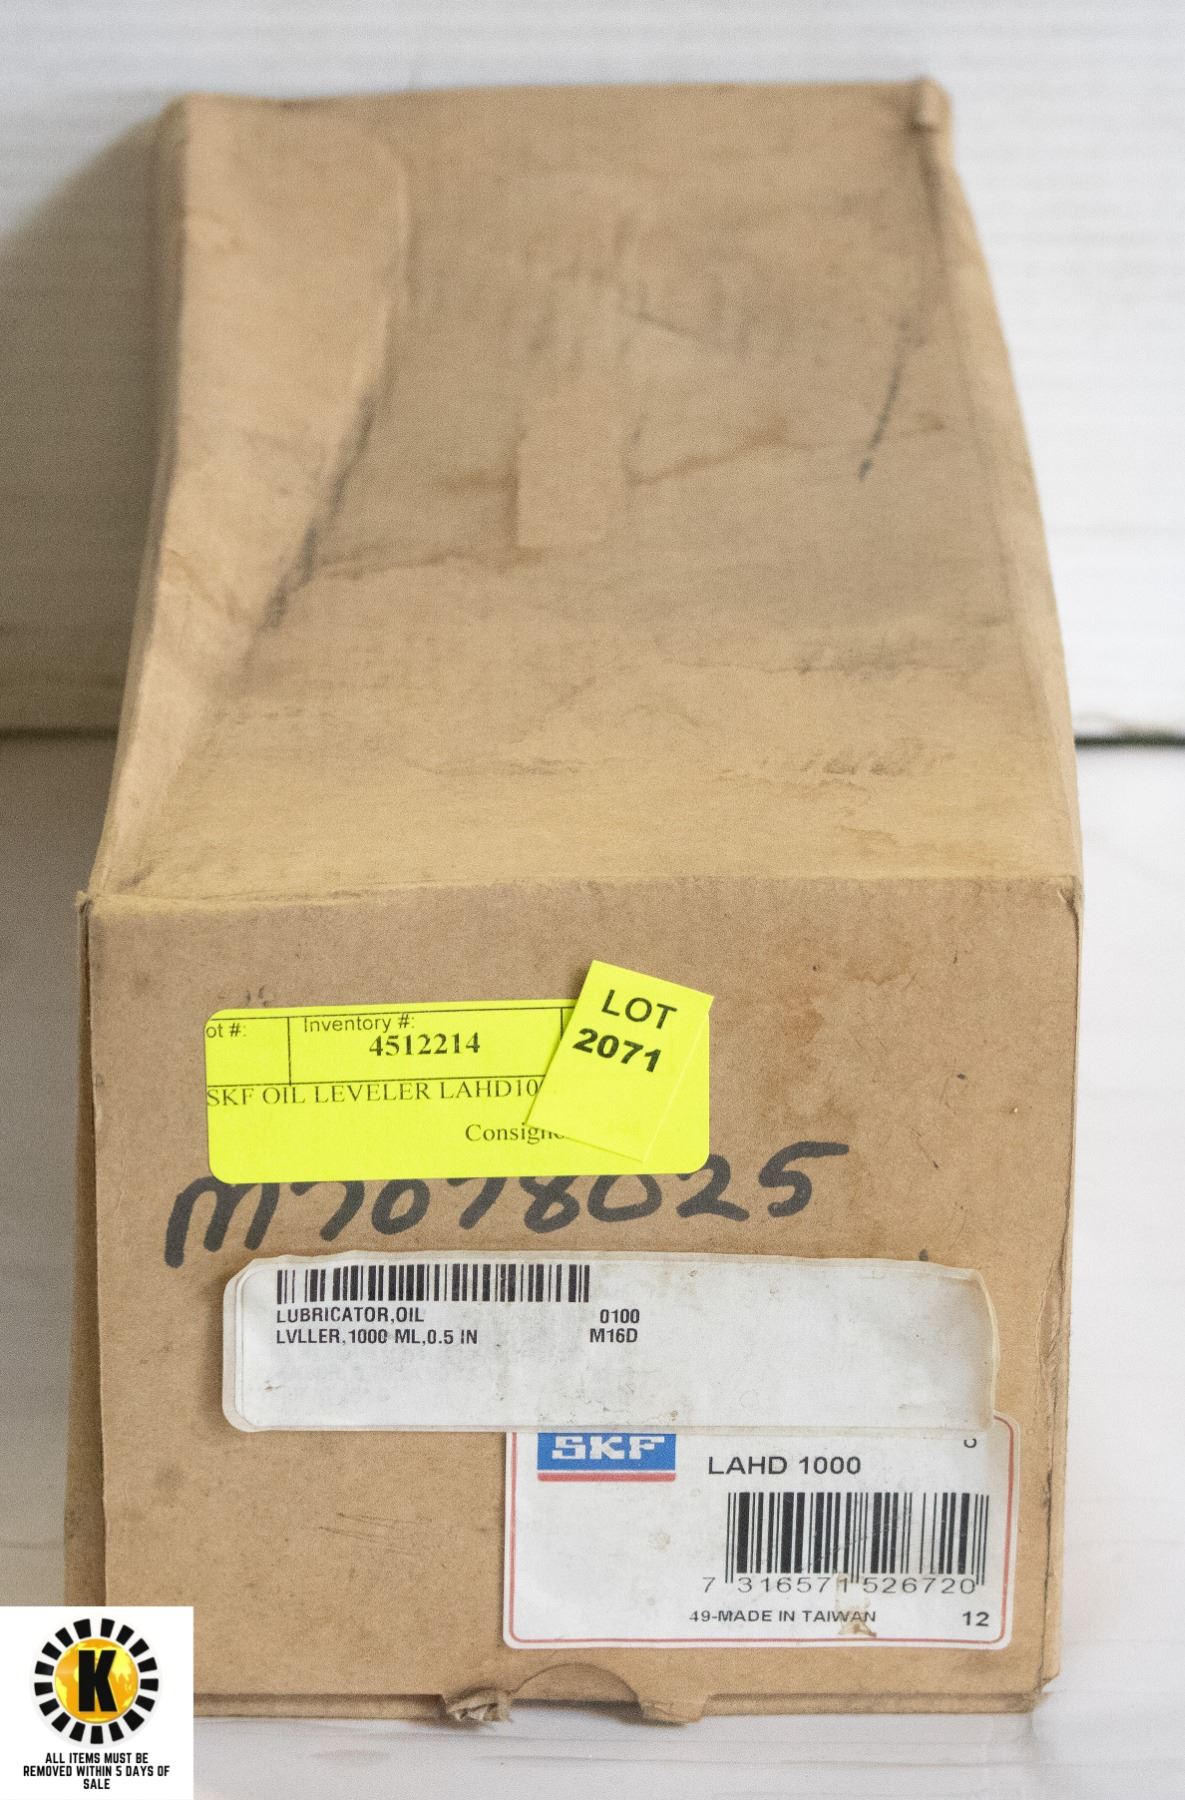 LOT
2071
ot #:
Inventory #:
4512214
SKF OIL LEVELER LAHD10
Consign
M7078025
LUBRICATOR,OIL 0100
LVLLER,1000 ML,0.5 IN M16D
SKF
LAHD 1000
7 316571 526720
49-MADE IN TAIWAN 12
K
ALL ITEMS MUST BE
REMOVED WITHIN 5 DAYS OF
SALE